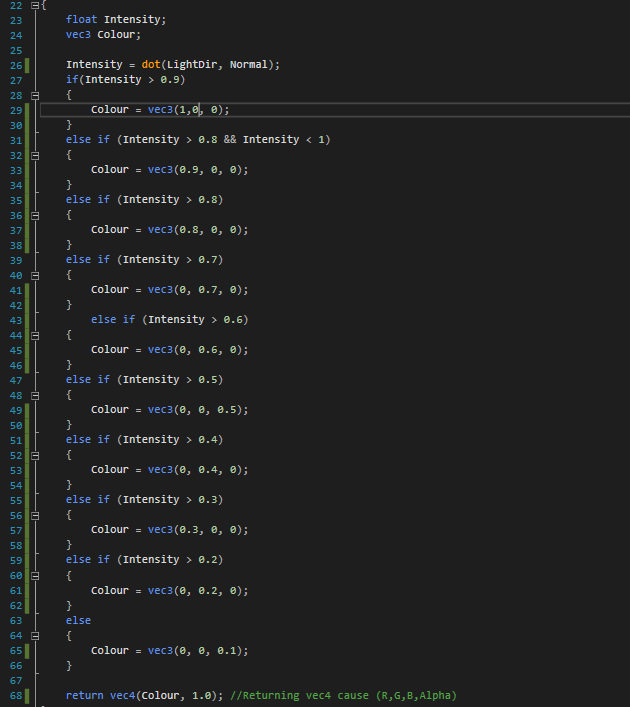 22 {
23 float Intensity;
24 vec3 Colour;
25
26 Intensity = dot(LightDir, Normal);
27 if(Intensity > 0.9)
28 {
29 Colour = vec3(1,0, 0);
30 }
31 else if (Intensity > 0.8 && Intensity < 1)
32 {
33 Colour = vec3(0.9, 0, 0);
34 }
35 else if (Intensity > 0.8)
36 {
37 Colour = vec3(0.8, 0, 0);
38 }
39 else if (Intensity > 0.7)
40 {
41 Colour = vec3(0, 0.7, 0);
42 }
43 else if (Intensity > 0.6)
44 {
45 Colour = vec3(0, 0.6, 0);
46 }
47 else if (Intensity > 0.5)
48 {
49 Colour = vec3(0, 0, 0.5);
50 }
51 else if (Intensity > 0.4)
52 {
53 Colour = vec3(0, 0.4, 0);
54 }
55 else if (Intensity > 0.3)
56 {
57 Colour = vec3(0.3, 0, 0);
58 }
59 else if (Intensity > 0.2)
60 {
61 Colour = vec3(0, 0.2, 0);
62 }
63 else
64 {
65 Colour = vec3(0, 0, 0.1);
66 }
67
68 return vec4(Colour, 1.0); //Returning vec4 cause (R,G,B,Alpha)